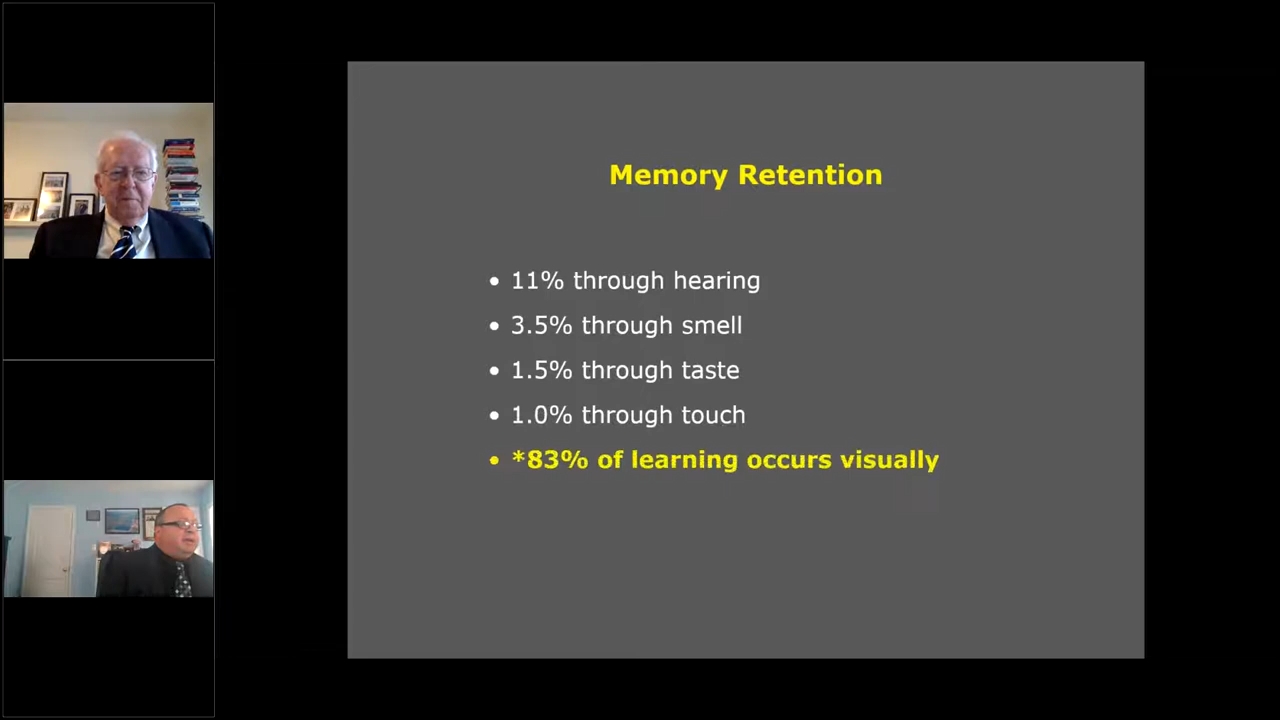 Memory Retention
• 11% through hearing
• 3.5% through smell
• 1.5% through taste
• 1.0% through touch
• *83% of learning occurs visually